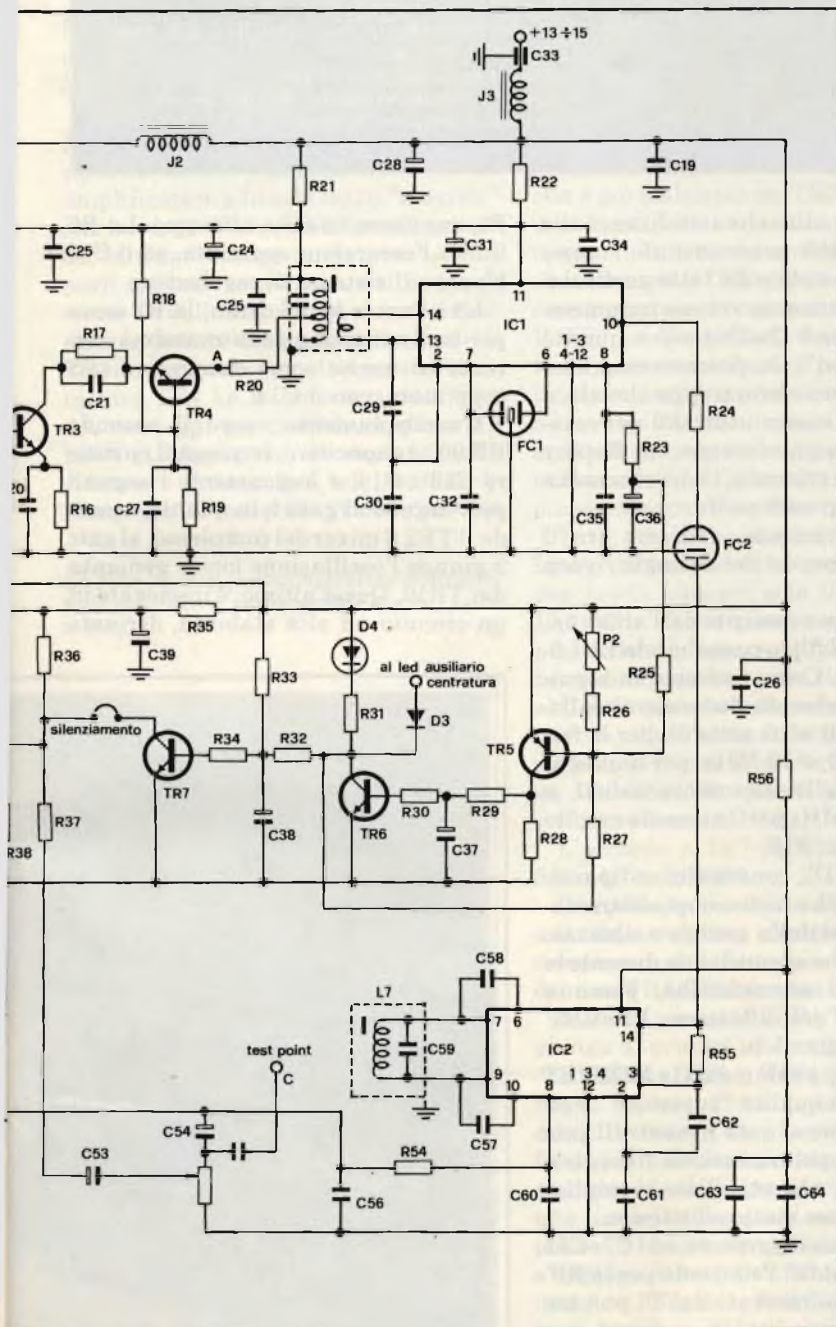 +13÷15
C33
J3
J2
C28
R21
R22
C19
C25
C24
R18
C31
C34
C25
11
14
13
IC1
10
1-3
4-12
2
7
6
8
R17
C21
A
R20
TR4
TR3
C29
FC1
R24
R23
20
R16
C27
R19
C30
C32
C35
C36
FC2
R35
R36
C39
R33
D4
al led ausiliario
centratura
P2
R25
C26
silenziamento
R31
D3
R26
R34
R32
TR5
TR7
R56
R37
C38
TR6
R30
R29
R38
C37
R28
R27
C58
L7
7
6
11
14
C59
IC2
R55
test point
C
9
10
8
1
3
4
12
2
3
C54
C57
C62
C53
R54
C56
C60
C61
C63
C64